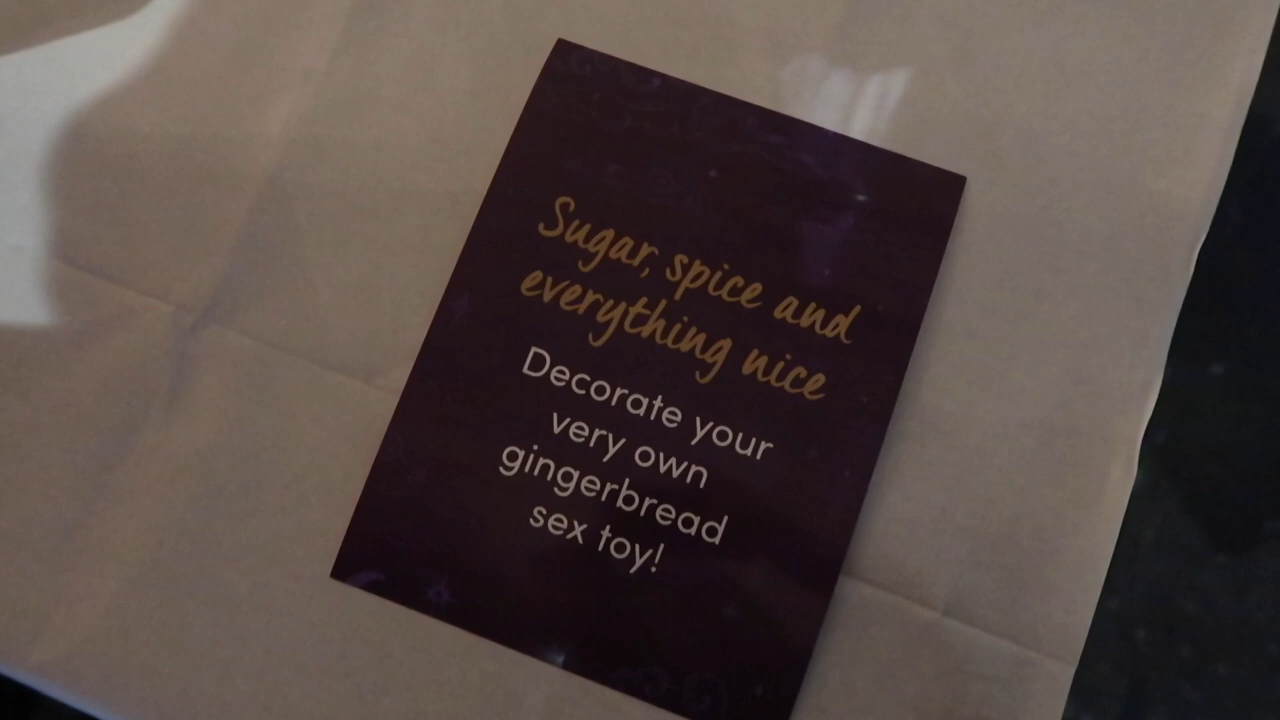 Sugar, spice and
everything nice
Decorate your
very own
gingerbread
sex toy!